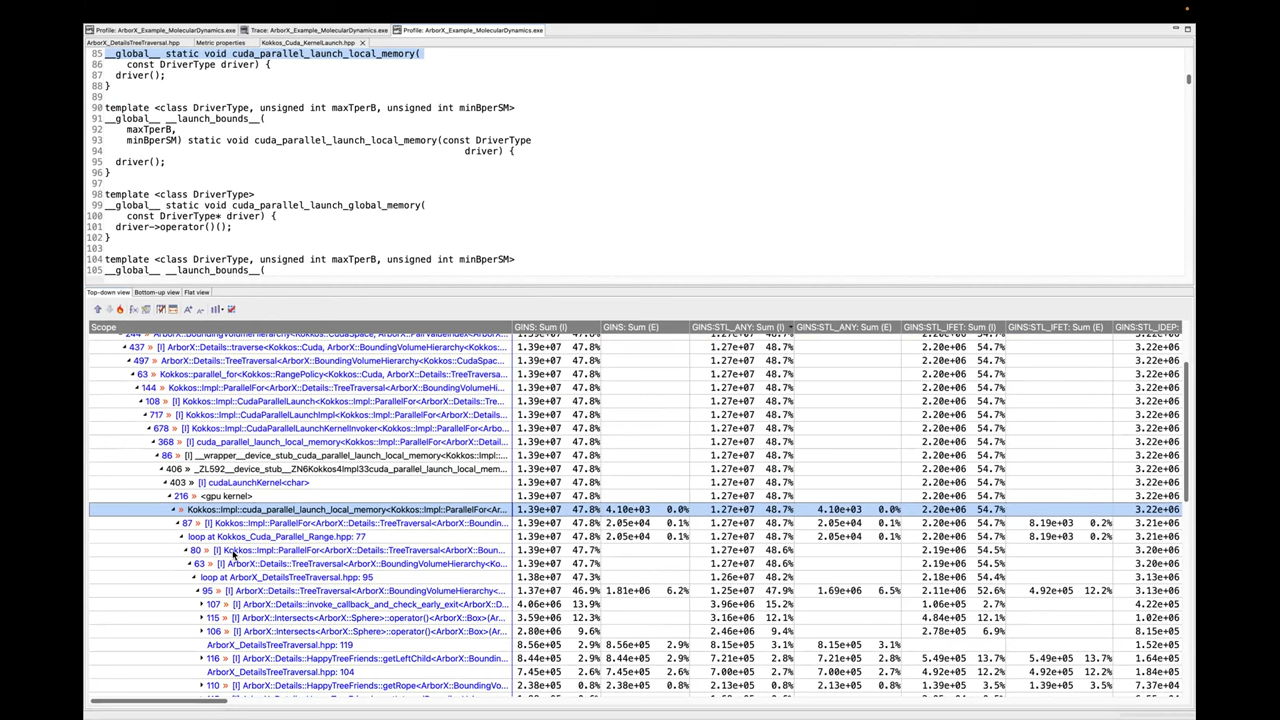 Profile: ArborX_Example_MolecularDynamics.exe Trace: ArborX_Example_MolecularDynamics.exe Profile: ArborX_Example_MolecularDynamics.exe
ArborX_DetailsTreeTraversal.hpp Metric properties Kokkos_Cuda_KernelLaunch.hpp
85 __global__ static void cuda_parallel_launch_local_memory(
86 const DriverType driver) {
87 driver();
88 }
89
90 template <class DriverType, unsigned int maxTperB, unsigned int minBperSM>
91 __global__ __launch_bounds__(
92 maxTperB,
93 minBperSM) static void cuda_parallel_launch_local_memory(const DriverType
94 driver) {
95 driver();
96 }
97
98 template <class DriverType>
99 __global__ static void cuda_parallel_launch_global_memory(
100 const DriverType* driver) {
101 driver->operator()();
102 }
103
104 template <class DriverType, unsigned int maxTperB, unsigned int minBperSM>
105 __global__ __launch_bounds__(
Top-down view Bottom-up view Flat view
Scope GINS: Sum (I) GINS: Sum (E) GINS:STL_ANY: Sum (I) GINS:STL_ANY: Sum (E) GINS:STL_IFET: Sum (I) GINS:STL_IFET: Sum (E) GINS:STL_IDEP:
437 » [I] ArborX::Details::traverse<Kokkos::Cuda, ArborX::BoundingVolumeHierarchy<Kok... 1.39e+07 47.8% 1.27e+07 48.7% 2.20e+06 54.7% 3.22e+06
497 » ArborX::Details::TreeTraversal<ArborX::BoundingVolumeHierarchy<Kokkos::CudaSpac... 1.39e+07 47.8% 1.27e+07 48.7% 2.20e+06 54.7% 3.22e+06
63 » Kokkos::parallel_for<Kokkos::RangePolicy<Kokkos::Cuda, ArborX::Details::TreeTraversa... 1.39e+07 47.8% 1.27e+07 48.7% 2.20e+06 54.7% 3.22e+06
144 » Kokkos::Impl::ParallelFor<ArborX::Details::TreeTraversal<ArborX::BoundingVolumeHi... 1.39e+07 47.8% 1.27e+07 48.7% 2.20e+06 54.7% 3.22e+06
108 » [I] Kokkos::Impl::CudaParallelLaunch<Kokkos::Impl::ParallelFor<ArborX::Details::Tre... 1.39e+07 47.8% 1.27e+07 48.7% 2.20e+06 54.7% 3.22e+06
717 » [I] Kokkos::Impl::CudaParallelLaunchImpl<Kokkos::Impl::ParallelFor<ArborX::Details... 1.39e+07 47.8% 1.27e+07 48.7% 2.20e+06 54.7% 3.22e+06
678 » [I] Kokkos::Impl::CudaParallelLaunchKernelInvoker<Kokkos::Impl::ParallelFor<Arbo... 1.39e+07 47.8% 1.27e+07 48.7% 2.20e+06 54.7% 3.22e+06
368 » [I] cuda_parallel_launch_local_memory<Kokkos::Impl::ParallelFor<ArborX::Detail... 1.39e+07 47.8% 1.27e+07 48.7% 2.20e+06 54.7% 3.22e+06
86 » [I] __wrapper__device_stub_cuda_parallel_launch_local_memory<Kokkos::Impl::... 1.39e+07 47.8% 1.27e+07 48.7% 2.20e+06 54.7% 3.22e+06
406 » _ZL592__device_stub__ZN6Kokkos4Impl33cuda_parallel_launch_local_mem... 1.39e+07 47.8% 1.27e+07 48.7% 2.20e+06 54.7% 3.22e+06
403 » [I] cudaLaunchKernel<char> 1.39e+07 47.8% 1.27e+07 48.7% 2.20e+06 54.7% 3.22e+06
216 » <gpu kernel> 1.39e+07 47.8% 1.27e+07 48.7% 2.20e+06 54.7% 3.22e+06
» Kokkos::Impl::cuda_parallel_launch_local_memory<Kokkos::Impl::ParallelFor<Ar... 1.39e+07 47.8% 4.10e+03 0.0% 1.27e+07 48.7% 4.10e+03 0.0% 2.20e+06 54.7% 3.22e+06
87 » [I] Kokkos::Impl::ParallelFor<ArborX::Details::TreeTraversal<ArborX::Boundin... 1.39e+07 47.8% 2.05e+04 0.1% 1.27e+07 48.7% 2.05e+04 0.1% 2.20e+06 54.7% 8.19e+03 0.2% 3.21e+06
loop at Kokkos_Cuda_Parallel_Range.hpp: 77 1.39e+07 47.7% 2.05e+04 0.1% 1.27e+07 48.6% 2.05e+04 0.1% 2.19e+06 54.5% 8.19e+03 0.2% 3.20e+06
80 » [I] Kokkos::Impl::ParallelFor<ArborX::Details::TreeTraversal<ArborX::Boun... 1.39e+07 47.7% 1.27e+07 48.6% 2.19e+06 54.5% 3.20e+06
63 » [I] ArborX::Details::TreeTraversal<ArborX::BoundingVolumeHierarchy<Ko... 1.39e+07 47.7% 1.27e+07 48.6% 2.19e+06 54.5% 3.20e+06
loop at ArborX_DetailsTreeTraversal.hpp: 95 1.38e+07 47.3% 1.26e+07 48.2% 2.18e+06 54.4% 3.13e+06
95 » [I] ArborX::Details::TreeTraversal<ArborX::BoundingVolumeHierarchy<... 1.37e+07 46.9% 1.81e+06 6.2% 1.25e+07 47.9% 1.69e+06 6.5% 2.11e+06 52.6% 4.92e+05 12.2% 3.10e+06
107 » [I] ArborX::Details::invoke_callback_and_check_early_exit<ArborX::D... 4.06e+06 13.9% 3.96e+06 15.2% 1.06e+05 2.7% 4.22e+05
115 » [I] ArborX::Intersects<ArborX::Sphere>::operator()<ArborX::Box>(Ar... 3.59e+06 12.3% 3.16e+06 12.1% 4.84e+05 12.1% 1.02e+06
106 » [I] ArborX::Intersects<ArborX::Sphere>::operator()<ArborX::Box>(Ar... 2.80e+06 9.6% 2.46e+06 9.4% 2.78e+05 6.9% 8.15e+05
ArborX_DetailsTreeTraversal.hpp: 119 8.56e+05 2.9% 8.56e+05 2.9% 8.15e+05 3.1% 8.15e+05 3.1% 1.52e+05
116 » [I] ArborX::Details::HappyTreeFriends::getLeftChild<ArborX::Boundin... 8.44e+05 2.9% 8.44e+05 2.9% 7.21e+05 2.8% 7.21e+05 2.8% 5.49e+05 13.7% 5.49e+05 13.7% 1.64e+05
ArborX_DetailsTreeTraversal.hpp: 104 7.45e+05 2.6% 7.45e+05 2.6% 7.00e+05 2.7% 7.00e+05 2.7% 4.92e+05 12.2% 4.92e+05 12.2% 1.84e+05
110 » [I] ArborX::Details::HappyTreeFriends::getRope<ArborX::BoundingVo... 2.38e+05 0.8% 2.38e+05 0.8% 2.13e+05 0.8% 2.13e+05 0.8% 1.39e+05 3.5% 1.39e+05 3.5% 7.37e+04